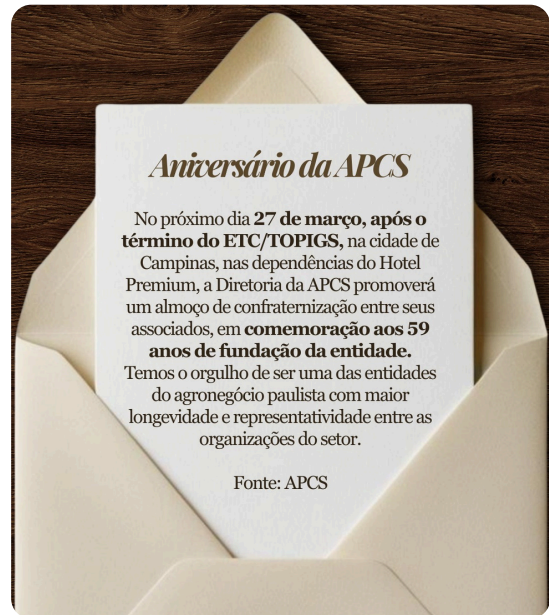 Aniversário da APCS
No próximo dia 27 de março, após o
término do ETC/TOPIGS, na cidade de
Campinas, nas dependências do Hotel
Premium, a Diretoria da APCS promoverá
um almoço de confraternização entre seus
associados, em comemoração aos 59
anos de fundação da entidade.
Temos o orgulho de ser uma das entidades
do agronegócio paulista com maior
longevidade e representatividade entre as
organizações do setor.
Fonte: APCS